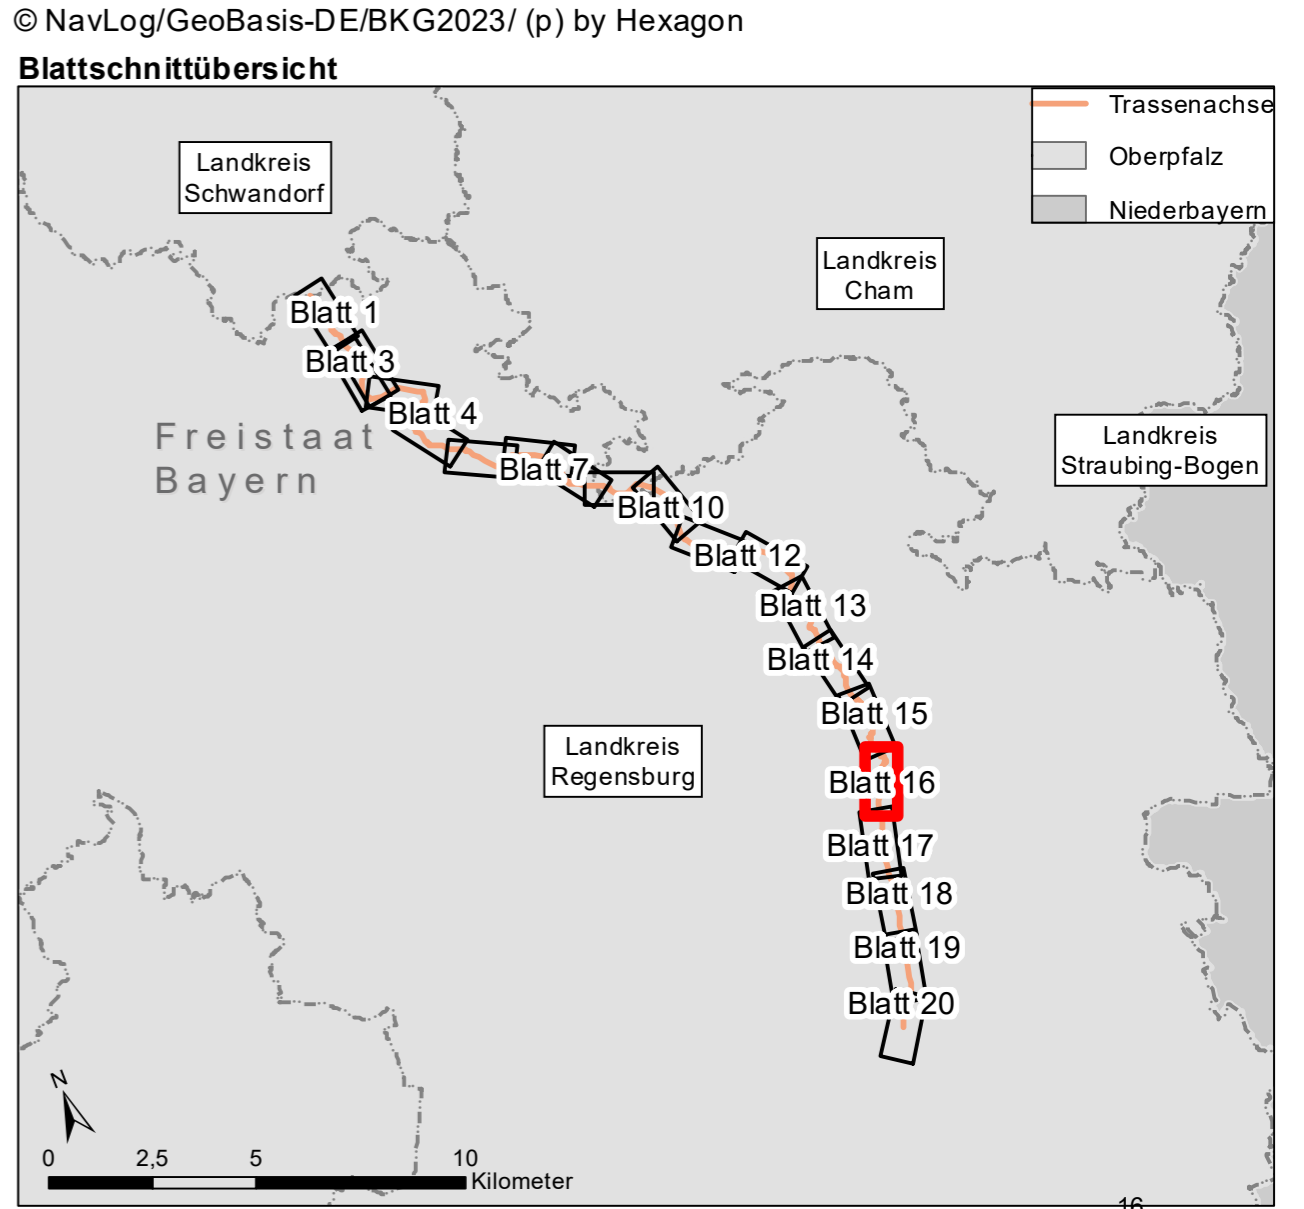 © NavLog/GeoBasis-DE/BKG2023/ (p) by Hexagon
Blattschnittübersicht
Trassenachse
Oberpfalz
Niederbayern
Landkreis
Schwandorf
Landkreis
Cham
Blatt 1
Blatt 3
Blatt 4
Freistaat
Bayern
Landkreis
Straubing-Bogen
Blatt 7
Blatt 10
Blatt 12
Blatt 13
Blatt 14
Blatt 15
Landkreis
Regensburg
Blatt 16
Blatt 17
Blatt 18
Blatt 19
Blatt 20
N
0 2,5 5 10
Kilometer
16